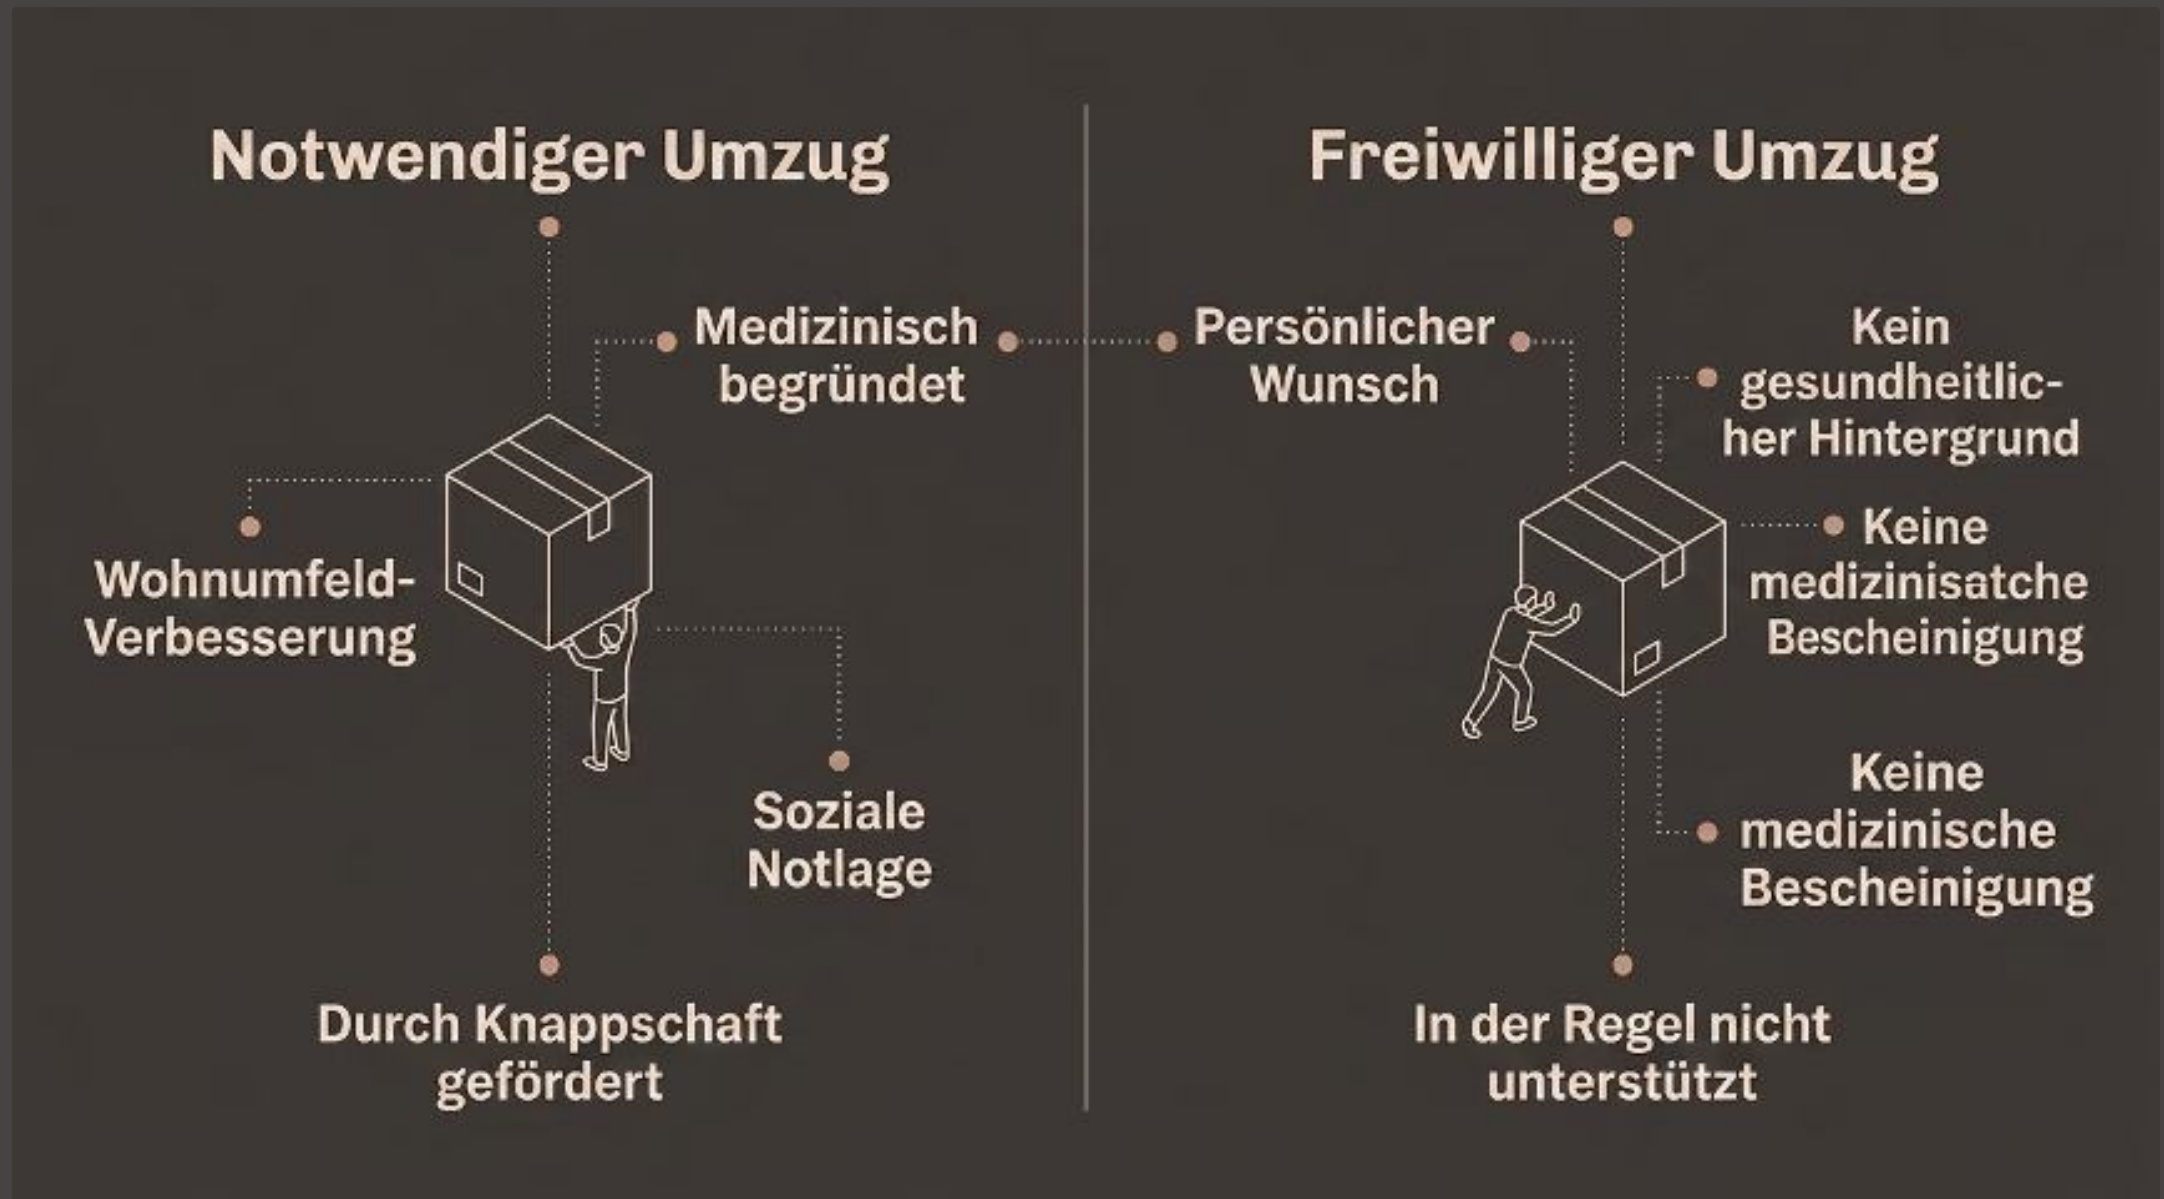 Notwendiger Umzug
Medizinisch
begründet
Wohnumfeld-
Verbesserung
Soziale
Notlage
Durch Knappschaft
gefördert
Freiwilliger Umzug
Persönlicher
Wunsch
Kein
gesundheitlic-
her Hintergrund
Keine
medizinisatche
Bescheinigung
Keine
medizinische
Bescheinigung
In der Regel nicht
unterstützt